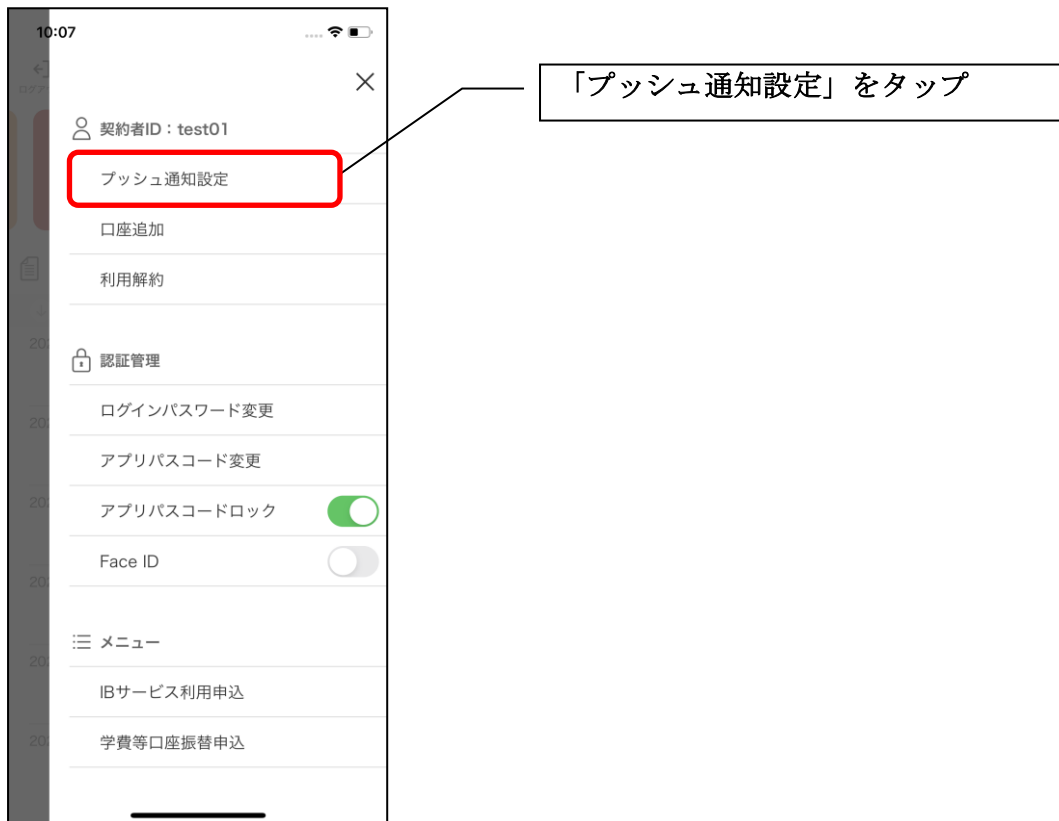 10:07
「プッシュ通知設定」をタップ
契約者ID：test01
プッシュ通知設定
口座追加
利用解約
認証管理
ログインパスワード変更
アプリパスコード変更
アプリパスコードロック
Face ID
メニュー
IBサービス利用申込
学費等口座振替申込